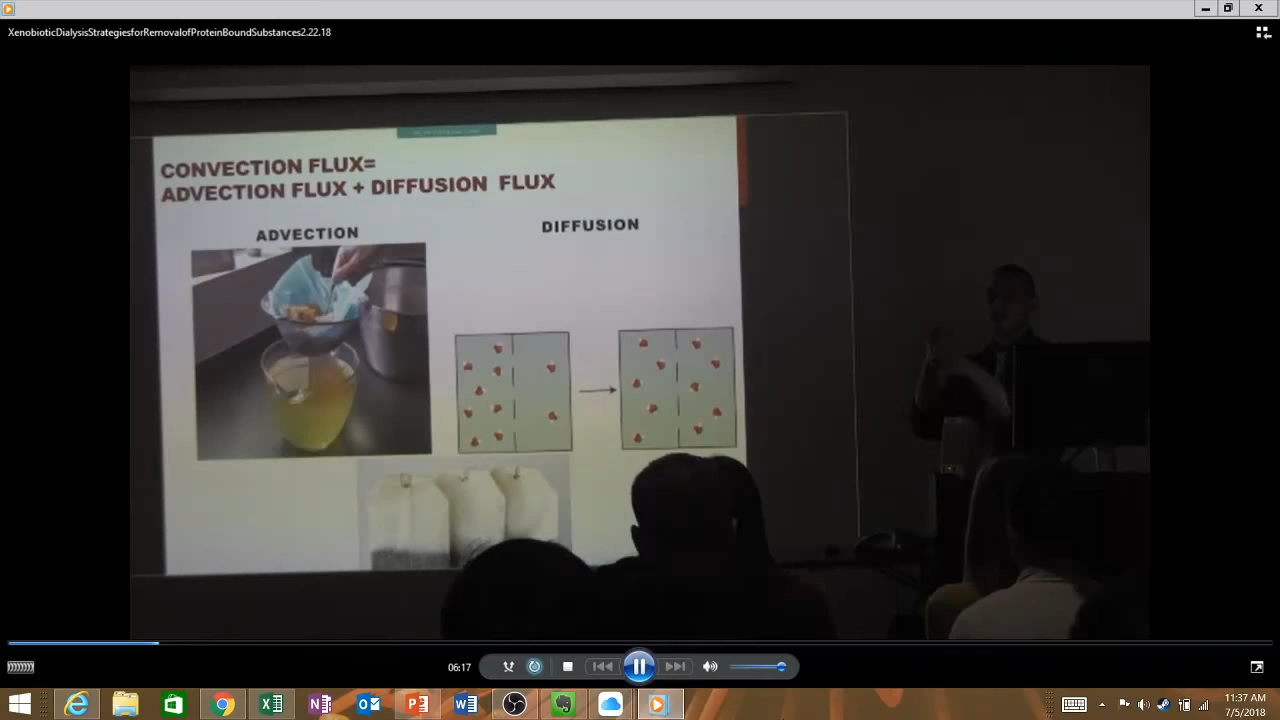 XenobioticDialysisStrategiesforRemovalofProteinBoundSubstances2.22.18
CONVECTION FLUX=
ADVECTION FLUX + DIFFUSION FLUX
ADVECTION
DIFFUSION
06:17
11:37 AM
7/5/2018